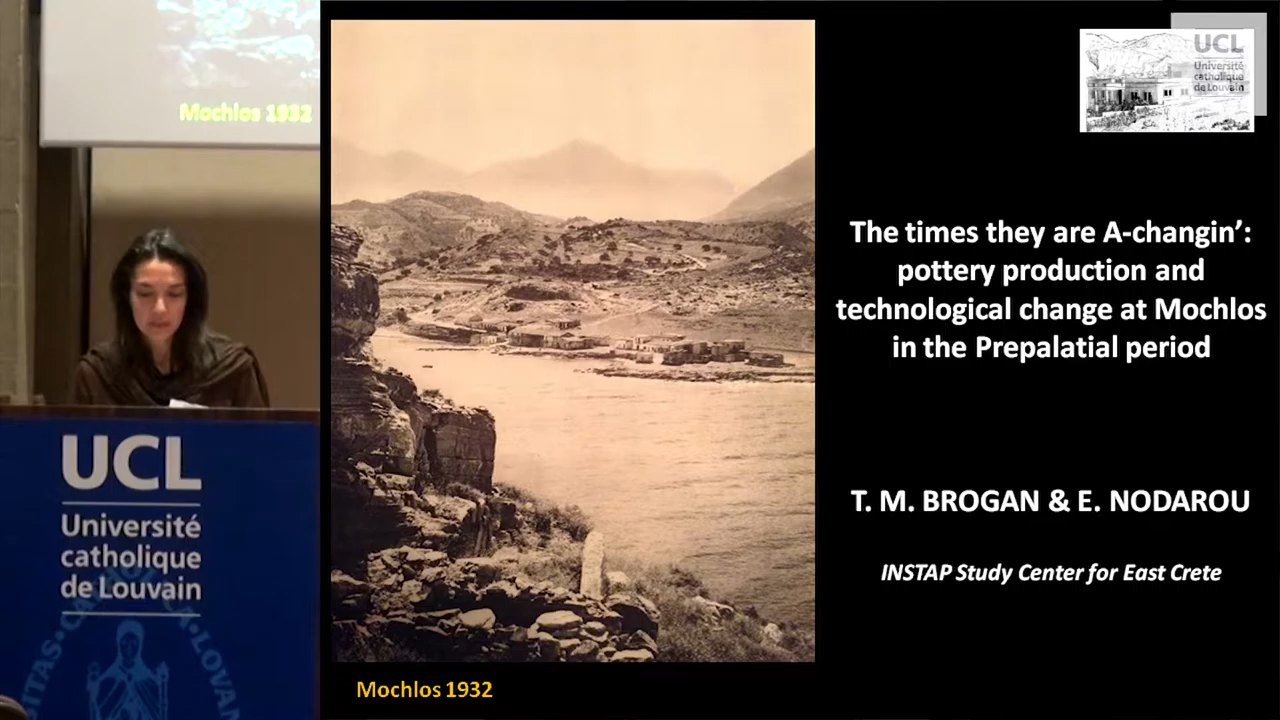 Mochlos 1932
UCL
Université
catholique
de Louvain
UCL
Université
catholique
de Louvain
The times they are A-changin’:
pottery production and
technological change at Mochlos
in the Prepalatial period
T. M. BROGAN & E. NODAROU
INSTAP Study Center for East Crete
Mochlos 1932